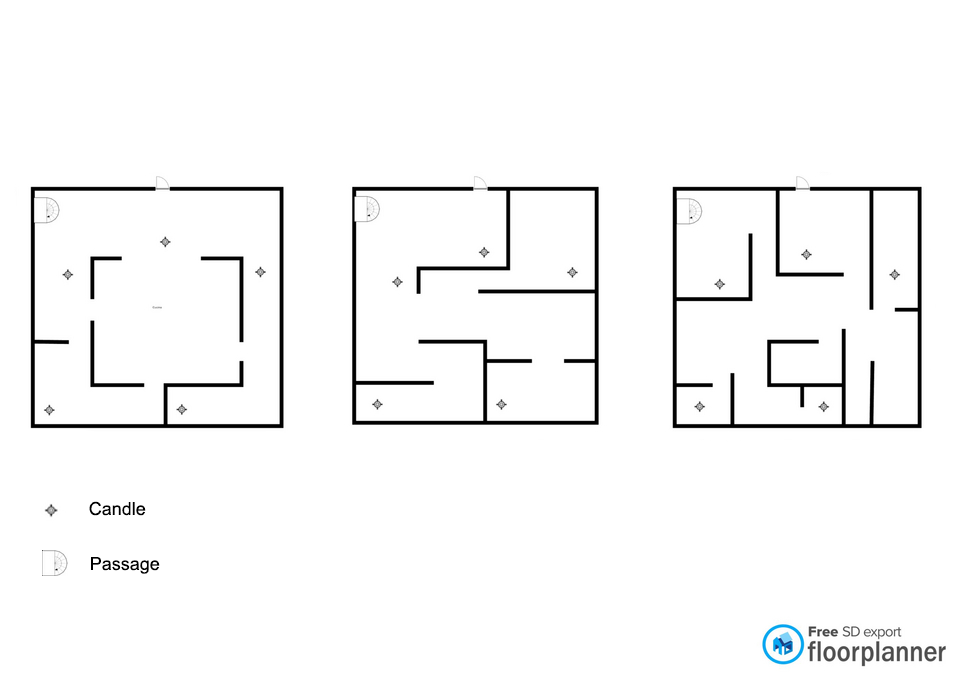 Candle
Passage
Free SD export
floorplanner